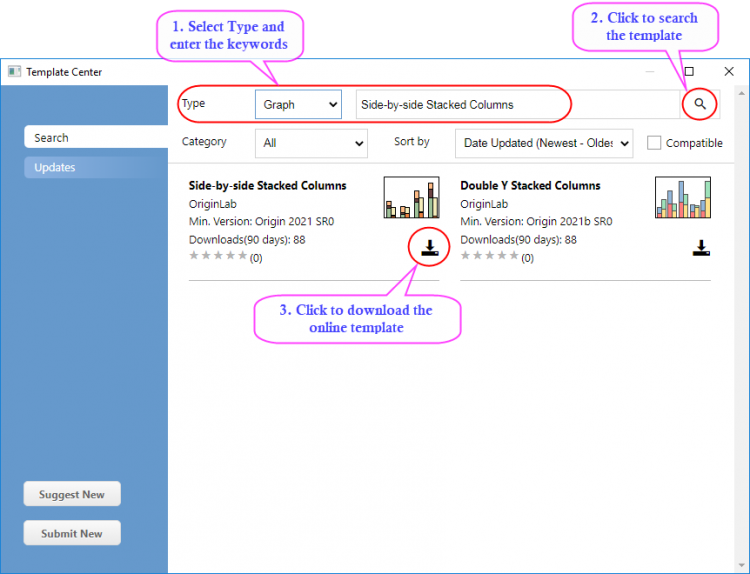 1. Select Type and
enter the keywords
2. Click to search
the template
Template Center
Type
Graph
Side-by-side Stacked Columns
Search
Category
All
Sort by
Date Updated (Newest - Oldes
Compatible
Updates
Side-by-side Stacked Columns
OriginLab
Min. Version: Origin 2021 SR0
Downloads(90 days): 88
(0)
Double Y Stacked Columns
OriginLab
Min. Version: Origin 2021b SR0
Downloads(90 days): 88
(0)
3. Click to download the
online template
Suggest New
Submit New